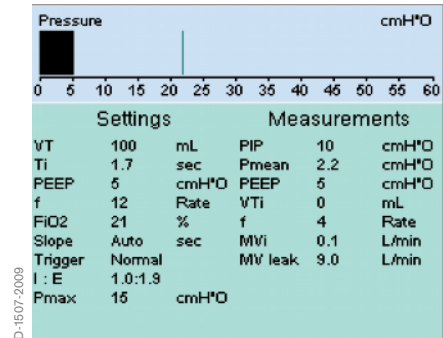 Pressure cmH"O
0 5 10 15 20 25 30 35 40 45 50 55 60
Settings Measurements
VT 100 mL PIP 10 cmH"O
Ti 1.7 sec Pmean 2.2 cmH"O
PEEP 5 cmH"O PEEP 5 cmH"O
f 12 Rate VTi 0 mL
FiO2 21 % f 4 Rate
Slope Auto sec MVi 0.1 L/min
Trigger Normal MV leak 9.0 L/min
I : E 1.0:1.9
Pmax 15 cmH"O
D-1507-2009